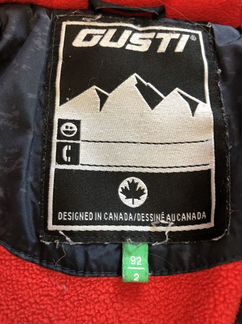 GUSTI®
DESIGNED IN CANADA/DESSINÉ AU CANADA
92
2